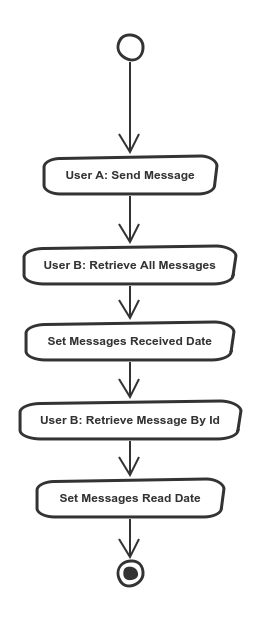 User A: Send Message
User B: Retrieve All Messages
Set Messages Received Date
User B: Retrieve Message By Id
Set Messages Read Date